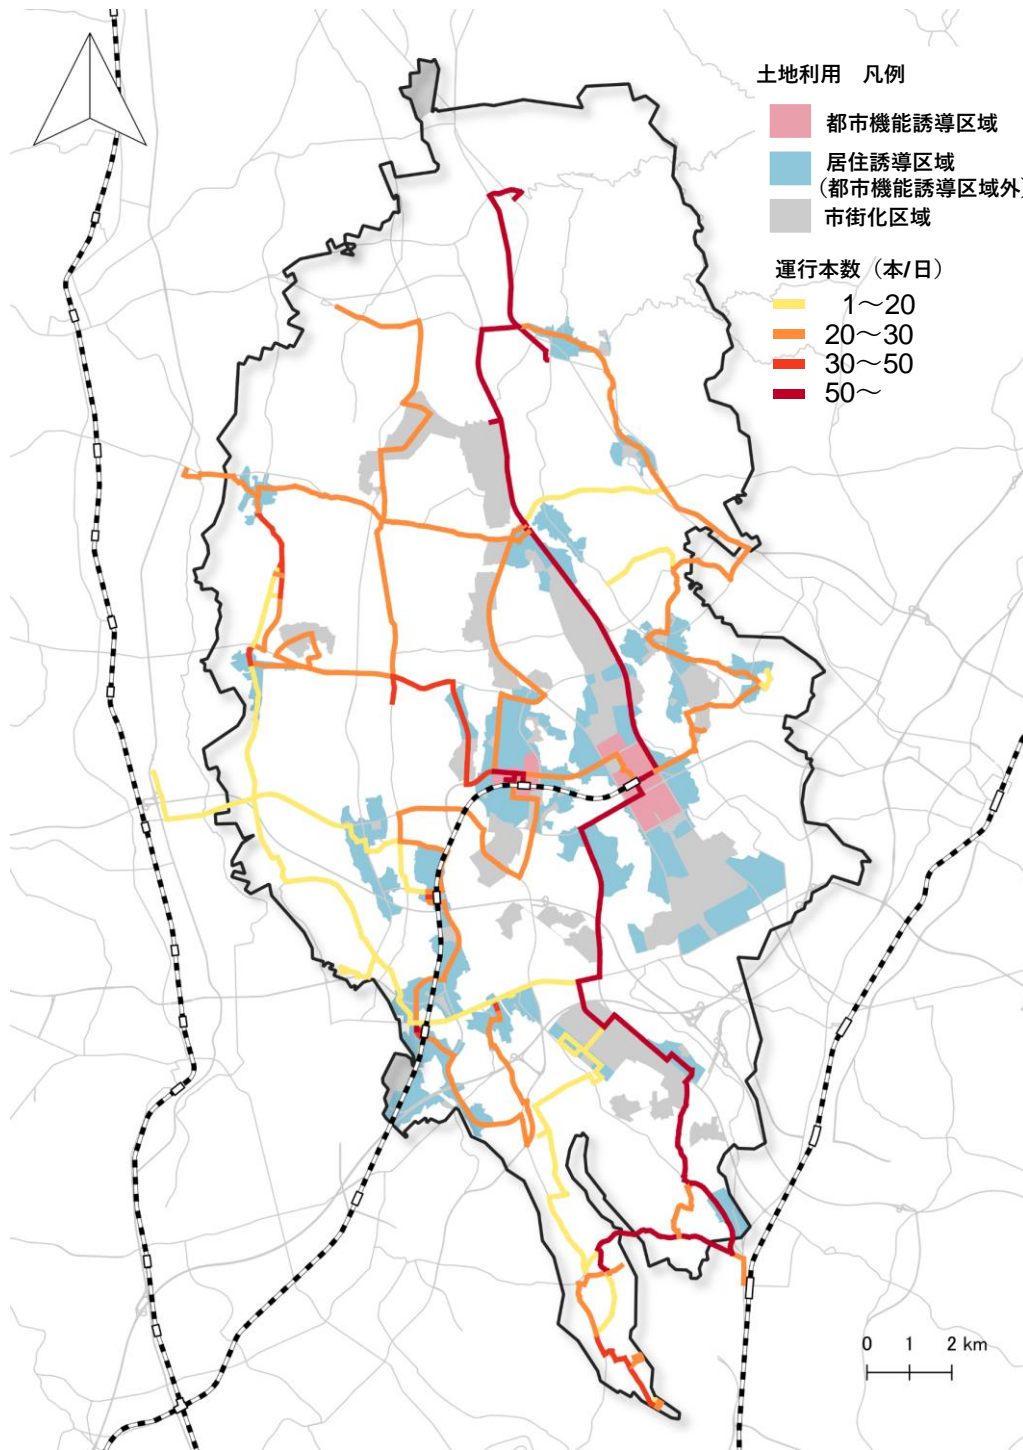 土地利用　凡例
都市機能誘導区域
居住誘導区域
（都市機能誘導区域外）
市街化区域
運行本数（本/日）
1～20
20～30
30～50
50～
0 1 2 km